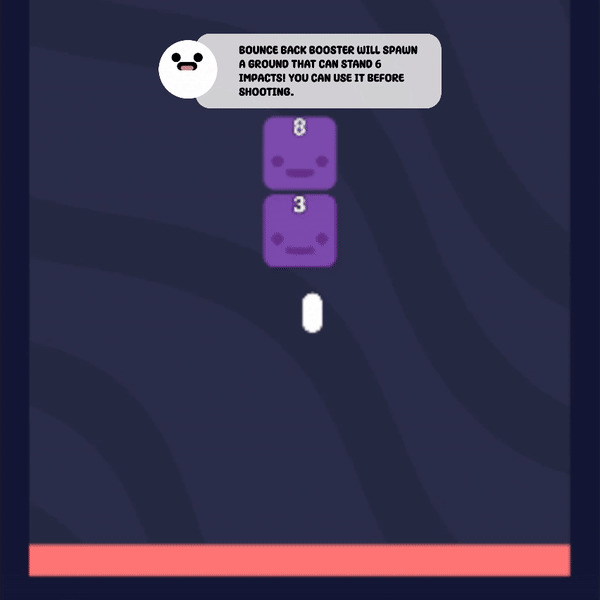 BOUNCE BACK BOOSTER WILL SPAWN
A GROUND THAT CAN STAND 6
IMPACTS! YOU CAN USE IT BEFORE
SHOOTING.
8
3